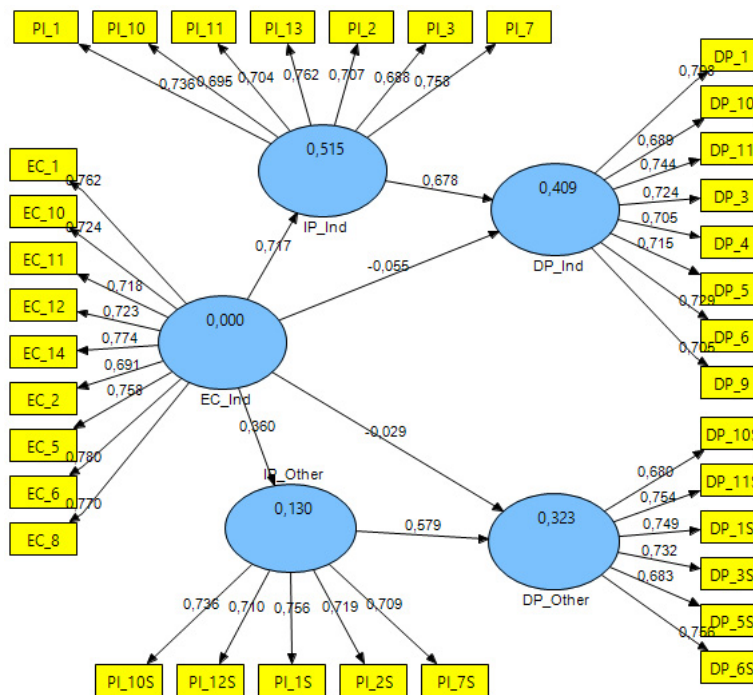 PI_1
PI_10
PI_11
PI_13
PI_2
PI_3
PI_7
0,736
0,695
0,704
0,762
0,707
0,688
0,758
0,515
IP_Ind
DP_1
DP_10
DP_11
DP_3
DP_4
DP_5
DP_6
DP_9
0,689
0,744
0,724
0,705
0,715
0,729
0,705
0,409
DP_Ind
0,678
0,717
-0,055
EC_1
EC_10
EC_11
EC_12
EC_14
EC_2
EC_5
EC_6
EC_8
0,762
0,724
0,718
0,723
0,774
0,691
0,758
0,780
0,770
0,000
EC_Ind
0,360
-0,029
IP_Other
0,130
0,579
0,323
DP_Other
DP_10S
DP_11S
DP_1S
DP_3S
DP_5S
DP_6S
0,680
0,754
0,749
0,732
0,683
0,756
0,736
0,710
0,756
0,719
0,709
PI_10S
PI_12S
PI_1S
PI_2S
PI_7S